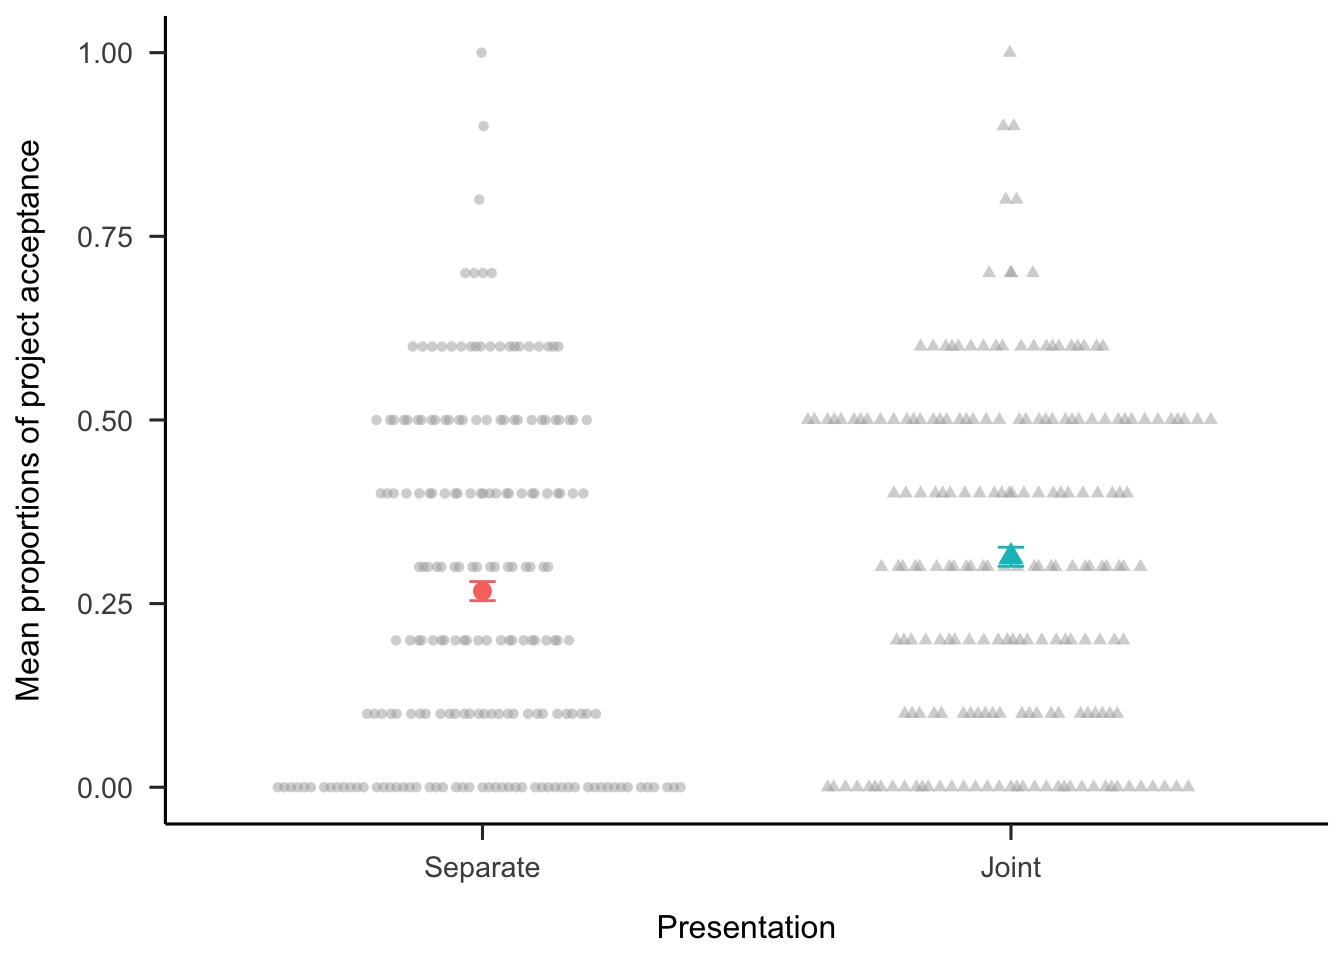 Mean proportions of project acceptance
1.00
0.75
0.50
0.25
0.00
Separate
Joint
Presentation